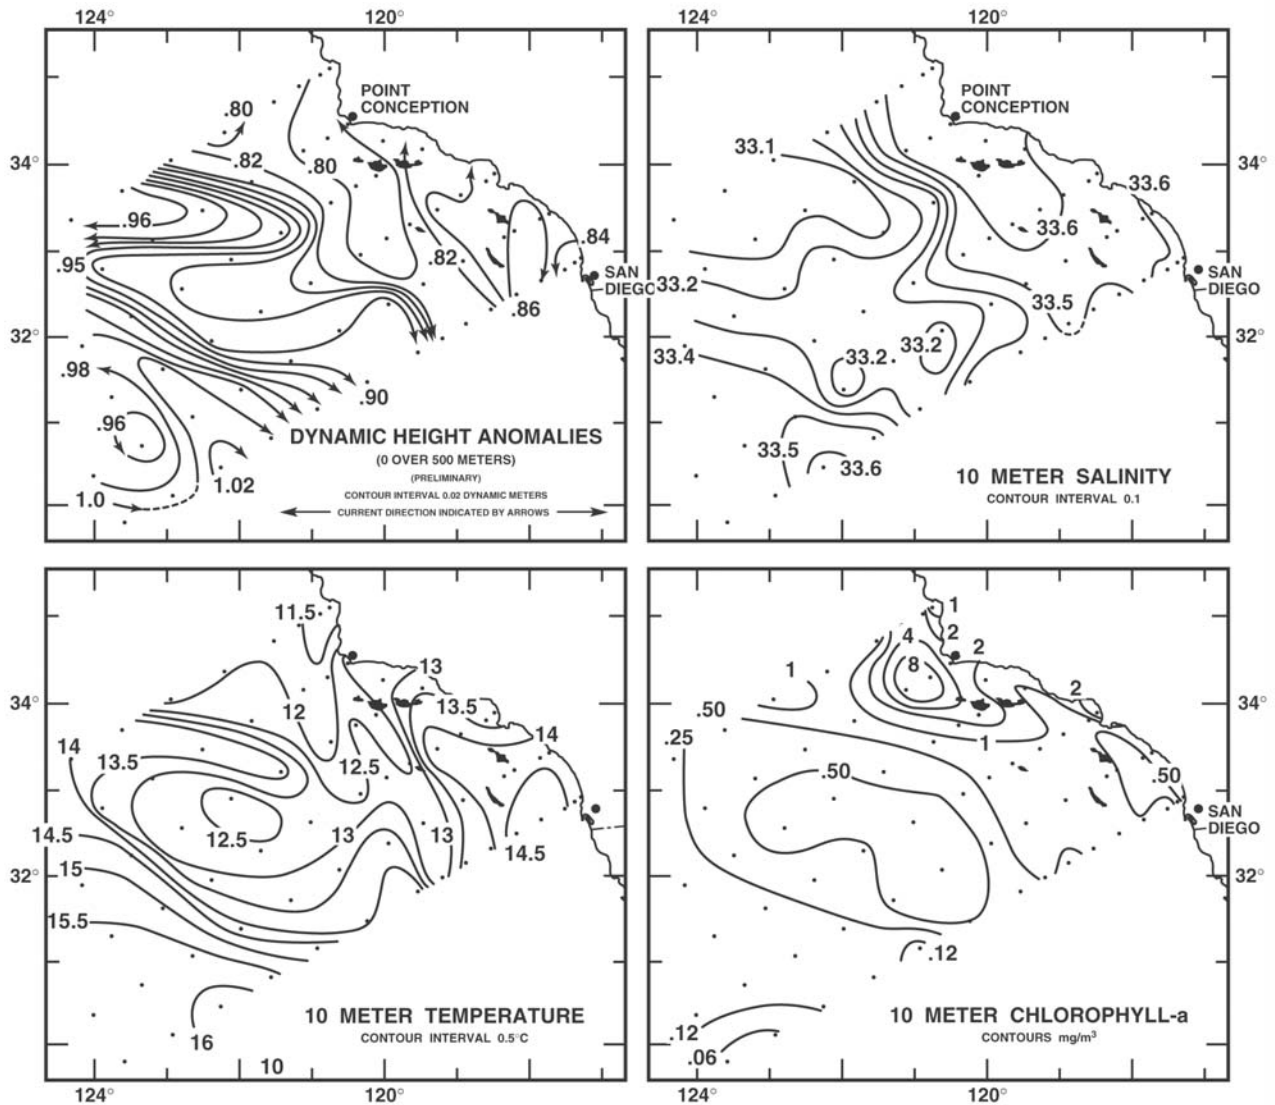 124° 120° 120°
POINT
CONCEPTION
.80
.82
.80
34°
.96
.95
.82
.84
SAN
DIEGO
.86
32°
.98
.90
.96
1.02
1.0
DYNAMIC HEIGHT ANOMALIES
(0 OVER 500 METERS)
(PRELIMINARY)
CONTOUR INTERVAL 0.02 DYNAMIC METERS
CURRENT DIRECTION INDICATED BY ARROWS
POINT
CONCEPTION
33.1
34°
33.6
33.6
33.2
33.5
SAN
DIEGO
32°
33.4
33.2
33.2
33.5
33.6
10 METER SALINITY
CONTOUR INTERVAL 0.1
11.5
13
34°
12
13.5
14
14
13.5
12.5
14.5
12.5
13
13
14.5
32°
15
15.5
16
10 METER TEMPERATURE
CONTOUR INTERVAL 0.5°C
10
1
4
2
2
8
1
2
34°
.50
.25
1
.50
.50
SAN
DIEGO
32°
.12
.12
.06
10 METER CHLOROPHYLL-a
CONTOURS mg/m³
124° 120° 120°